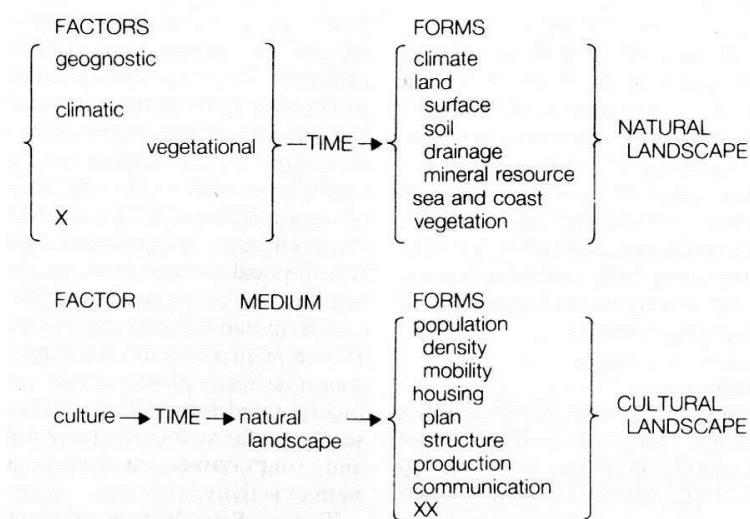 FACTORS
geognostic
climatic
vegetational
X
—TIME→
FORMS
climate
land
surface
soil
drainage
mineral resource
sea and coast
vegetation
NATURAL
LANDSCAPE
FACTOR
culture → TIME →
MEDIUM
natural
landscape
FORMS
population
density
mobility
housing
plan
structure
production
communication
XX
CULTURAL
LANDSCAPE